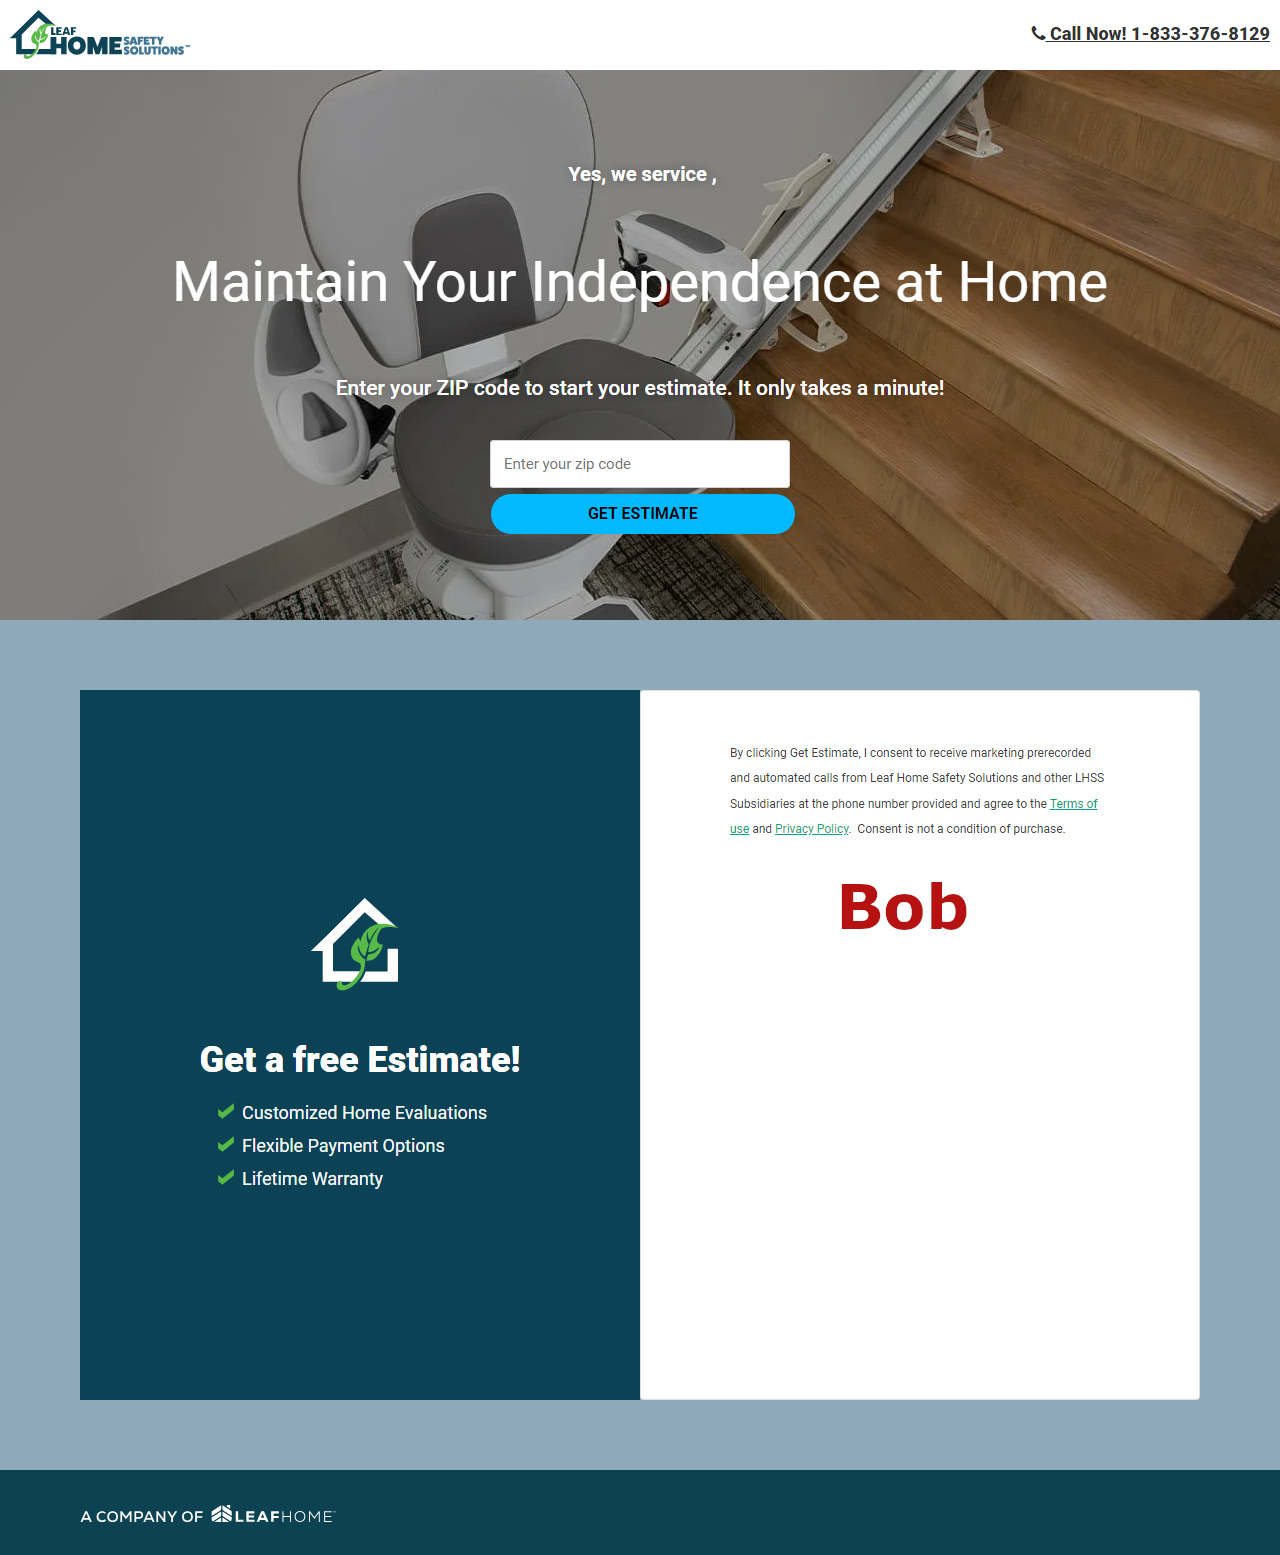 LEAF
HOME SAFETY SOLUTIONS™
Call Now! 1-833-376-8129
Yes, we service ,
Maintain Your Independence at Home
Enter your ZIP code to start your estimate. It only takes a minute!
Enter your zip code
GET ESTIMATE
By clicking Get Estimate, I consent to receive marketing prerecorded
and automated calls from Leaf Home Safety Solutions and other LHSS
Subsidiaries at the phone number provided and agree to the Terms of
use and Privacy Policy. Consent is not a condition of purchase.
Bob
Get a free Estimate!
Customized Home Evaluations
Flexible Payment Options
Lifetime Warranty
A COMPANY OF LEAFHOME